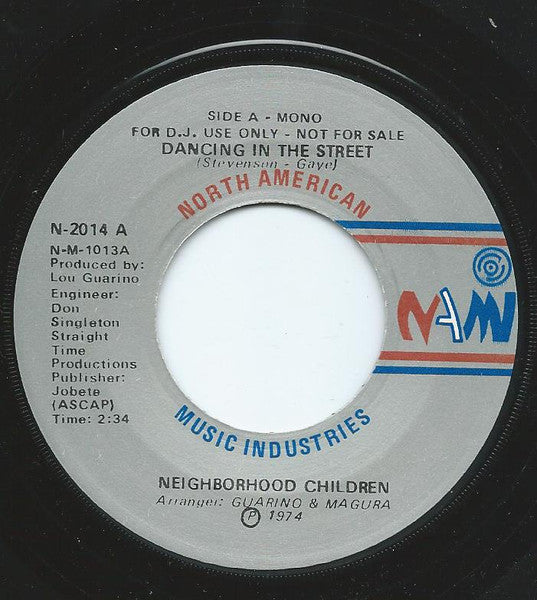 SIDE A - MONO
FOR D.J. USE ONLY - NOT FOR SALE
DANCING IN THE STREET
(Stevenson - Gaye)
NORTH AMERICAN
N-2014 A
N-M-1013A
Produced by:
Lou Guarino
Engineer:
Don
Singleton
Straight
Time
Productions
Publisher:
Jobete
(ASCAP)
Time: 2:34
NAM
MUSIC INDUSTRIES
NEIGHBORHOOD CHILDREN
Arranger: GUARINO & MAGURA
Ⓟ 1974